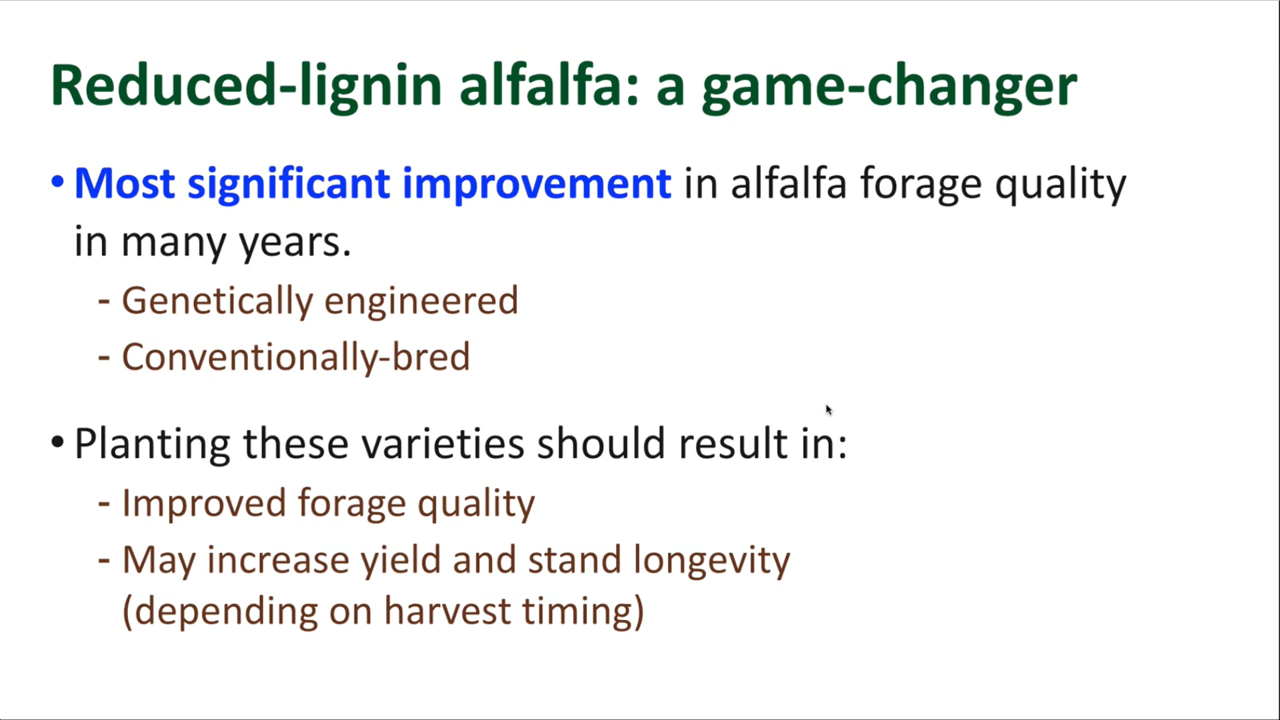 Reduced-lignin alfalfa: a game-changer
• Most significant improvement in alfalfa forage quality
in many years.
- Genetically engineered
- Conventionally-bred
• Planting these varieties should result in:
- Improved forage quality
- May increase yield and stand longevity
(depending on harvest timing)